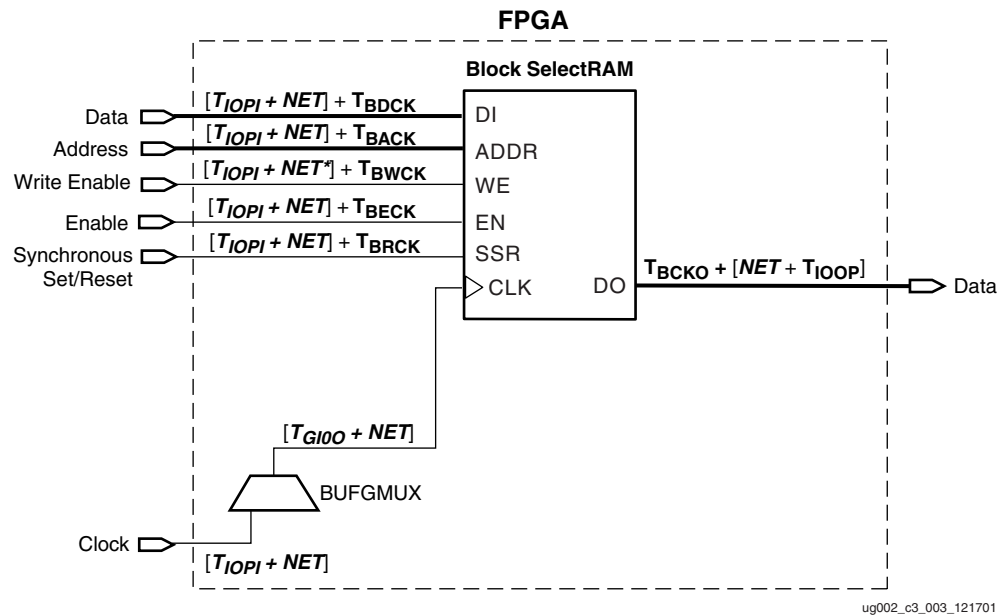 FPGA
Block SelectRAM
Data
[TIOPI + NET] + TBDCK
DI
Address
[TIOPI + NET] + TBACK
ADDR
Write Enable
[TIOPI + NET*] + TBWCK
WE
Enable
[TIOPI + NET] + TBECK
EN
Synchronous
Set/Reset
[TIOPI + NET] + TBRCK
SSR
CLK
DO
TBCKO + [NET + TIOOP]
Data
[TGI0O + NET]
BUFGMUX
Clock
[TIOPI + NET]
ug002_c3_003_121701